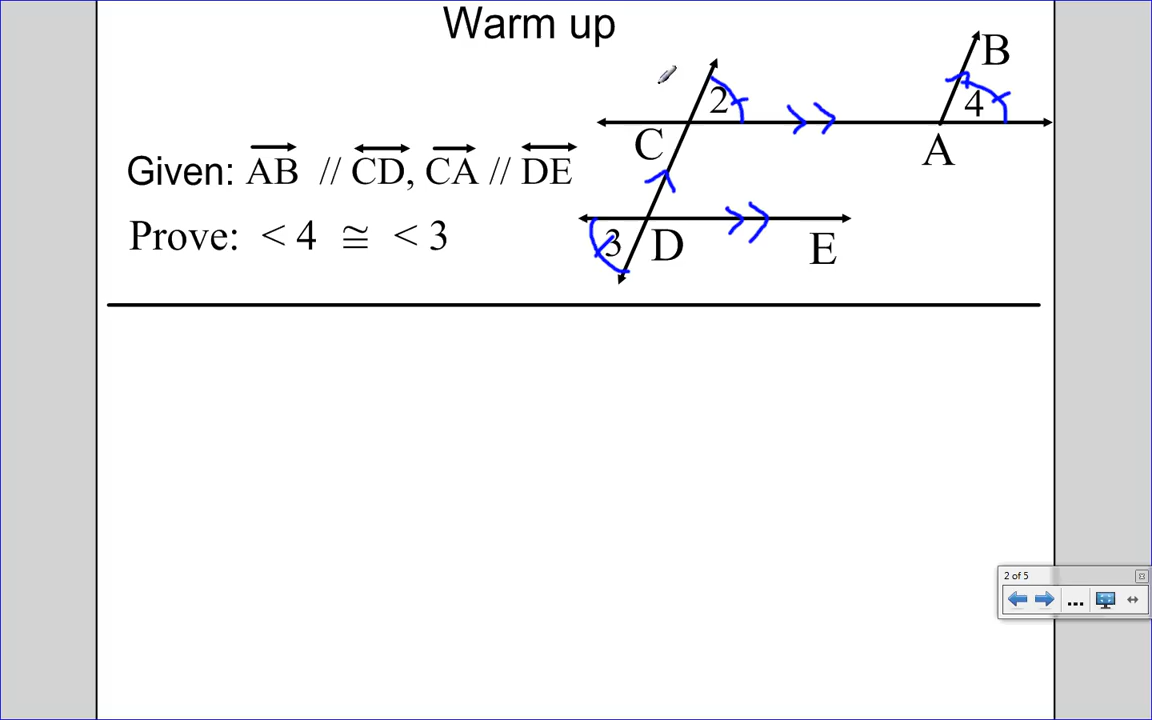 Warm up
B
2
4
C
A
Given: AB // CD, CA // DE
Prove: < 4 ≅ < 3
3
D
E
2 of 5
...